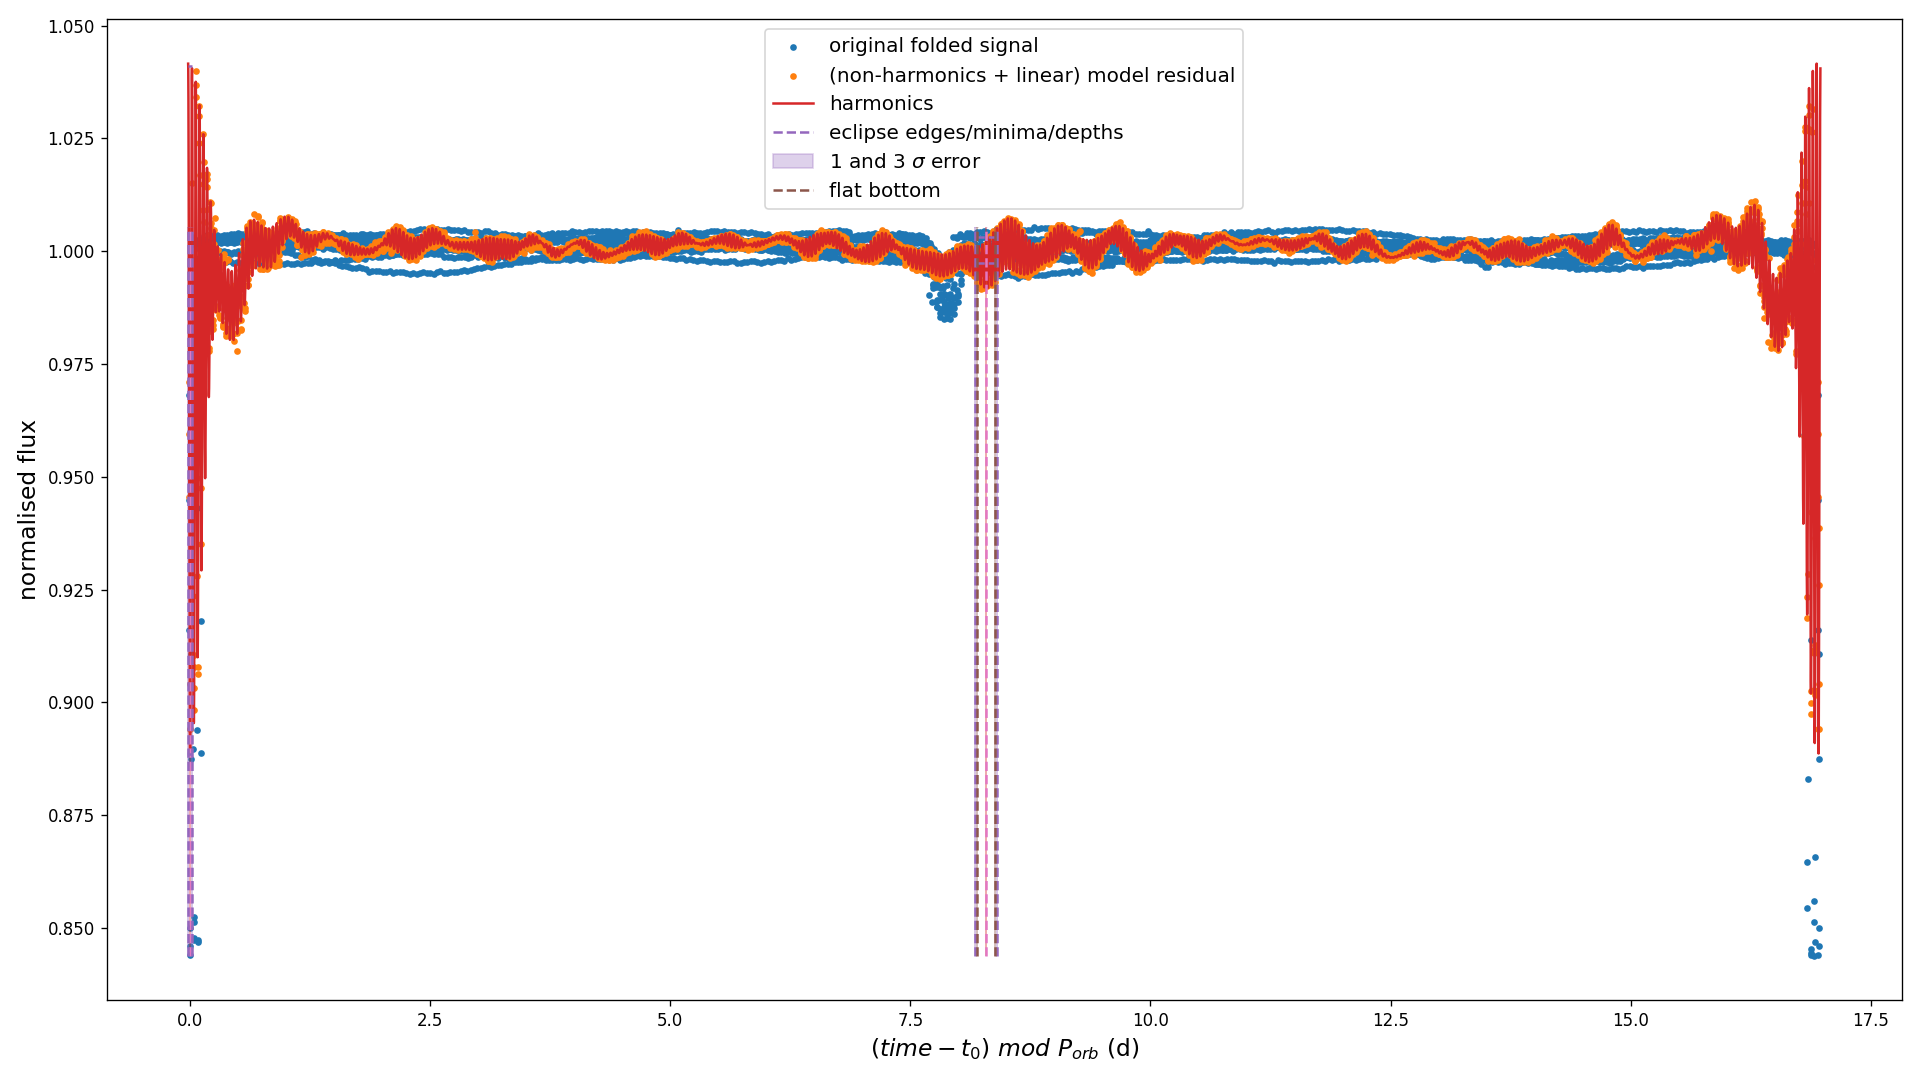 1.050
1.025
1.000
0.975
0.950
0.925
0.900
0.875
0.850
normalised flux
original folded signal
(non-harmonics + linear) model residual
harmonics
eclipse edges/minima/depths
1 and 3 σ error
flat bottom
0.0 2.5 5.0 7.5 10.0 12.5 15.0 17.5
(time − t₀) mod P_orb (d)